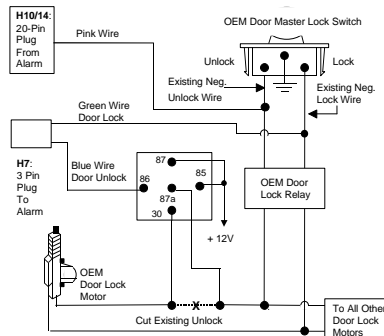 H10/14:
20-Pin
Plug
From
Alarm
Pink Wire
OEM Door Master Lock Switch
Unlock
Lock
Existing Neg.
Unlock Wire
Existing Neg.
Lock Wire
Green Wire
Door Lock
H7:
3 Pin
Plug
To
Alarm
Blue Wire
Door Unlock
87
86
85
87a
30
+ 12V
OEM Door
Lock Relay
OEM
Door Lock
Motor
X
Cut Existing Unlock
To All Other
Door Lock
Motors